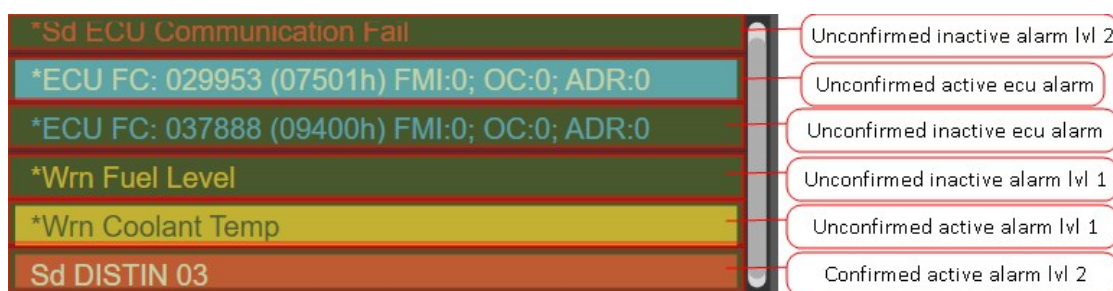 *Sd ECU Communication Fail
Unconfirmed inactive alarm lvl 2
*ECU FC: 029953 (07501h) FMI:0; OC:0; ADR:0
Unconfirmed active ecu alarm
*ECU FC: 037888 (09400h) FMI:0; OC:0; ADR:0
Unconfirmed inactive ecu alarm
*Wrn Fuel Level
Unconfirmed inactive alarm lvl 1
*Wrn Coolant Temp
Unconfirmed active alarm lvl 1
Sd DISTIN 03
Confirmed active alarm lvl 2